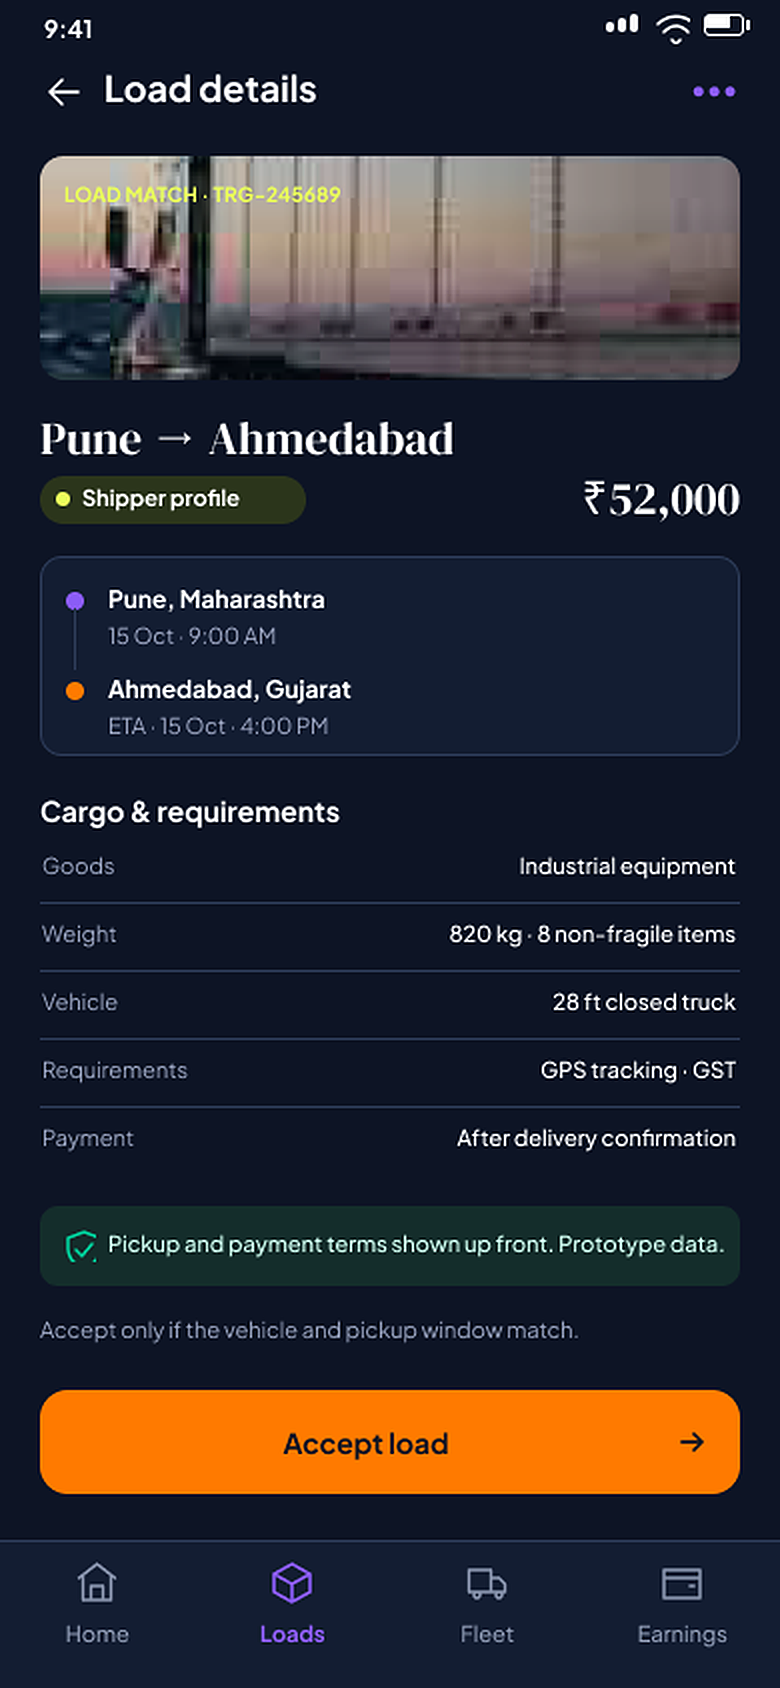 9:41
Load details
LOAD MATCH · TRG-245689
Pune → Ahmedabad
Shipper profile
₹52,000
Pune, Maharashtra
15 Oct · 9:00 AM
Ahmedabad, Gujarat
ETA · 15 Oct · 4:00 PM
Cargo & requirements
Goods Industrial equipment
Weight 820 kg · 8 non-fragile items
Vehicle 28 ft closed truck
Requirements GPS tracking · GST
Payment After delivery confirmation
Pickup and payment terms shown up front. Prototype data.
Accept only if the vehicle and pickup window match.
Accept load →
Home Loads Fleet Earnings